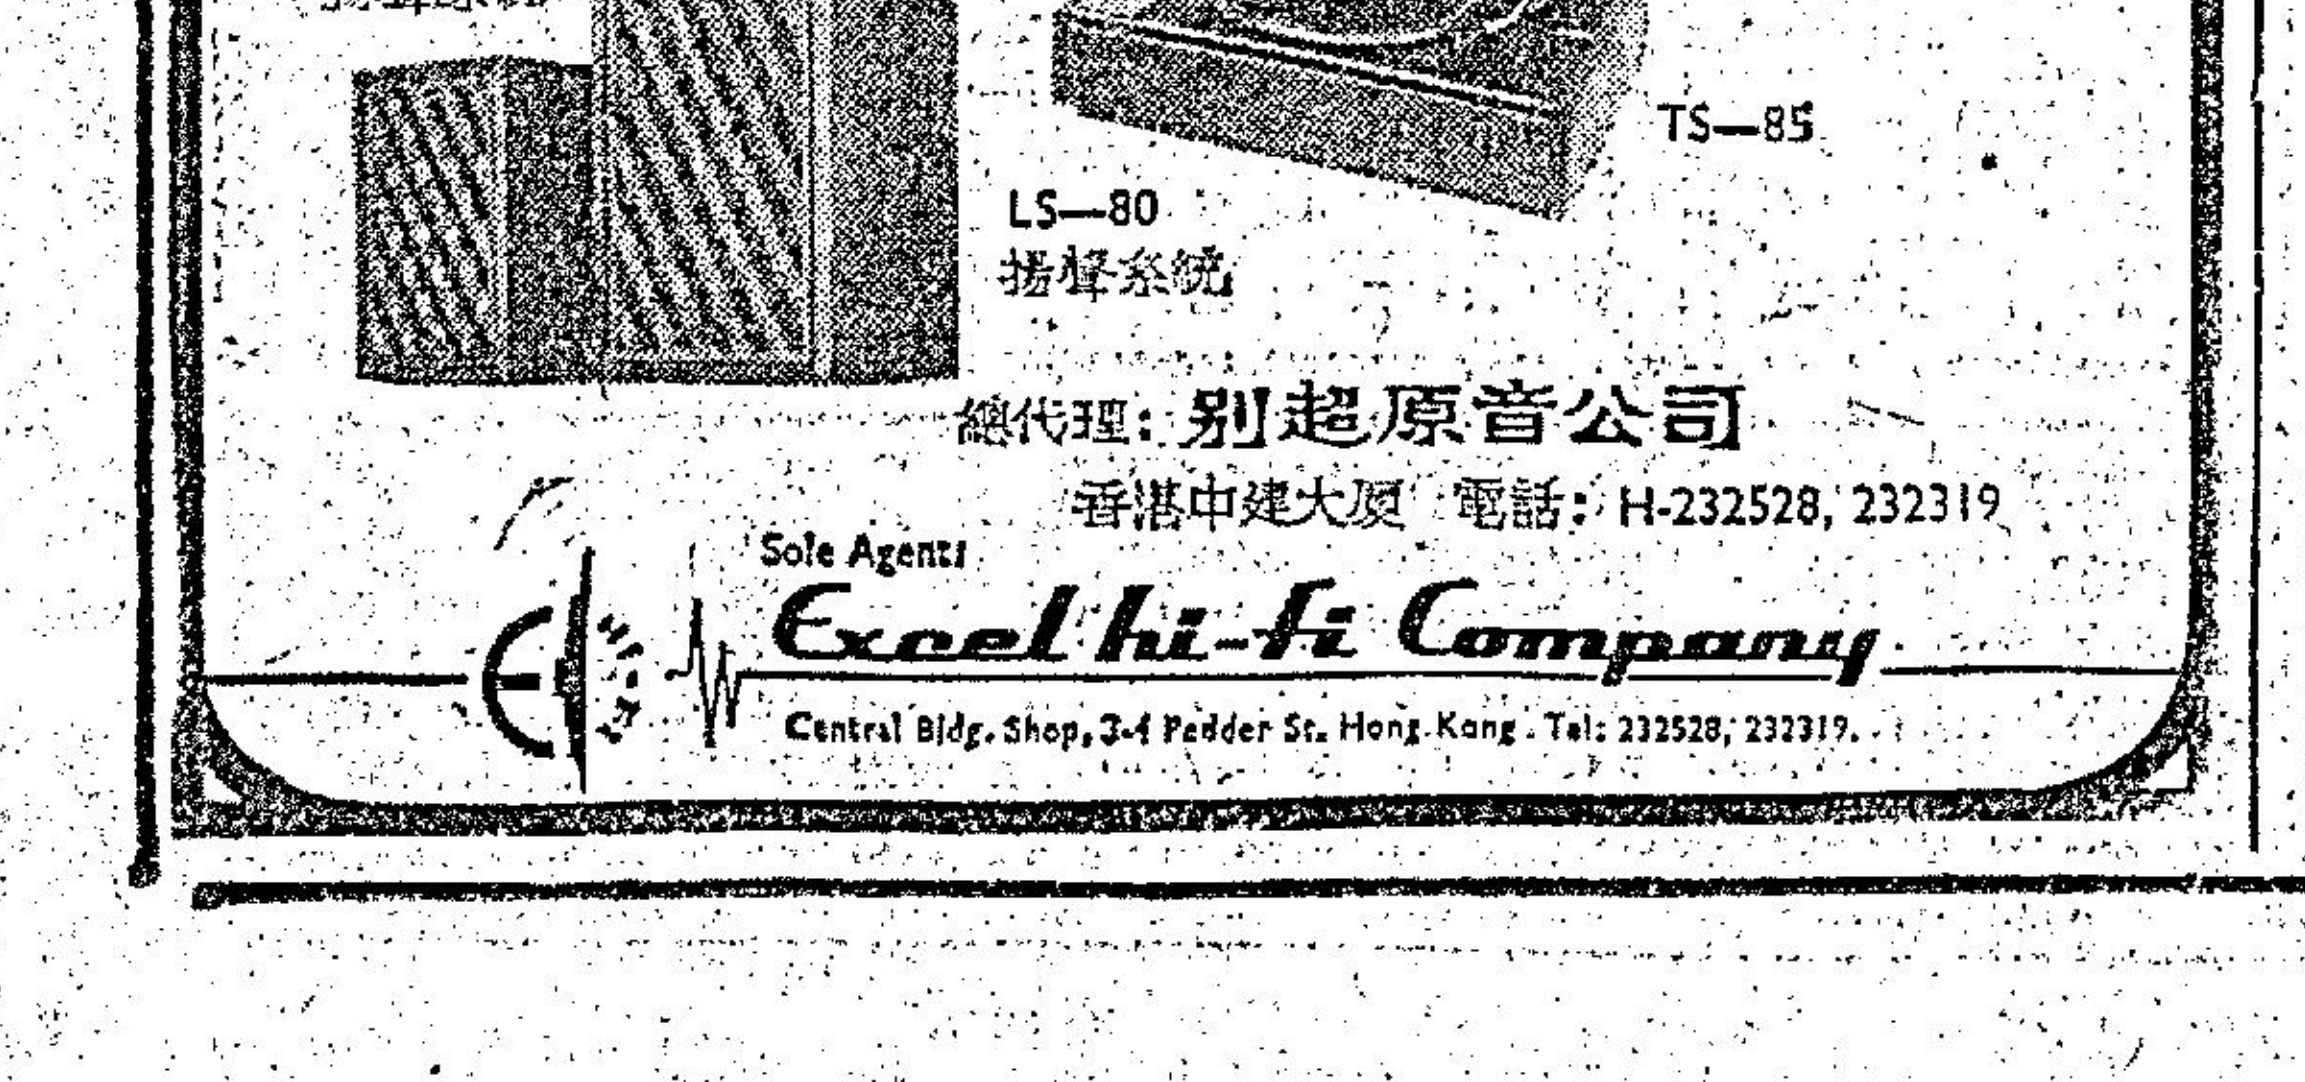 TS—85
LS—80
揚聲系統
總代理：别超原音公司
香港中建大厦 電話：H-232528, 232319
Sole Agents
Excel hi-fi Company
Central Bldg. Shop, 3-4 Pedder St. Hong Kong. Tel: 232528, 232319.